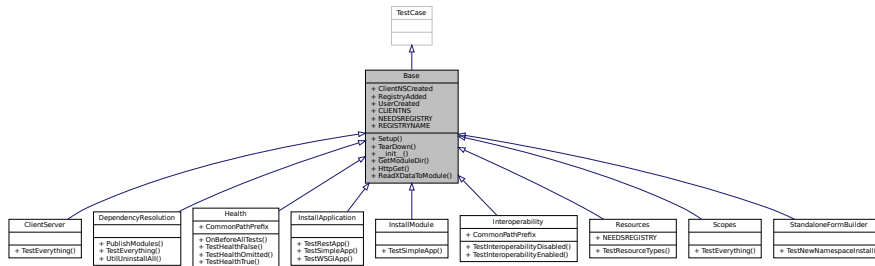 TestCase
Base
+ ClientNSCreated
+ RegistryAdded
+ UserCreated
+ CLIENTNS
+ NEEDSREGISTRY
+ REGISTRYNAME
+ Setup()
+ TearDown()
+ __init__()
+ GetModuleDir()
+ HttpGet()
+ ReadXDataToModule()
ClientServer
+ TestEverything()
DependencyResolution
+ PublishModules()
+ TestEverything()
+ UtilUninstallAll()
Health
+ CommonPathPrefix
+ OnBeforeAllTests()
+ TestHealthFalse()
+ TestHealthOmitted()
+ TestHealthTrue()
InstallApplication
+ TestRestApp()
+ TestSimpleApp()
+ TestWSGIApp()
InstallModule
+ TestSimpleApp()
Interoperability
+ CommonPathPrefix
+ TestInteroperabilityDisabled()
+ TestInteroperabilityEnabled()
Resources
+ NEEDSREGISTRY
+ TestResourceTypes()
Scopes
+ TestEverything()
StandaloneFormBuilder
+ TestNewNamespaceInstall()